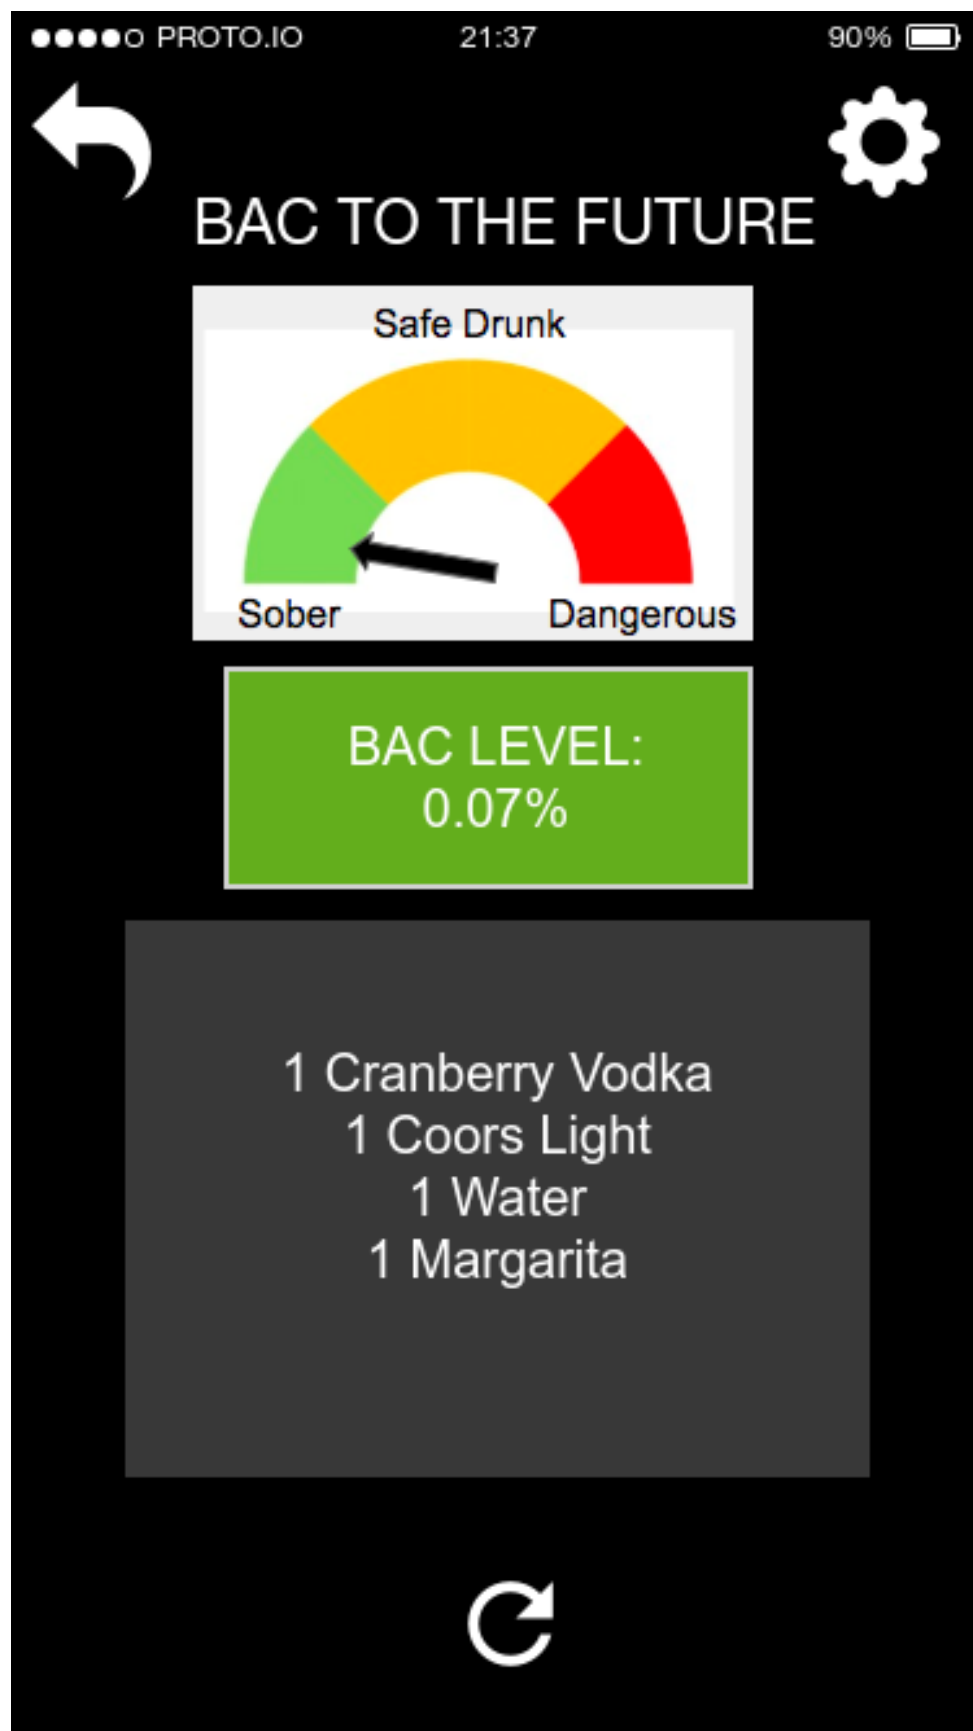 PROTO.IO 21:37 90%
BAC TO THE FUTURE
Safe Drunk
Sober Dangerous
BAC LEVEL:
0.07%
1 Cranberry Vodka
1 Coors Light
1 Water
1 Margarita